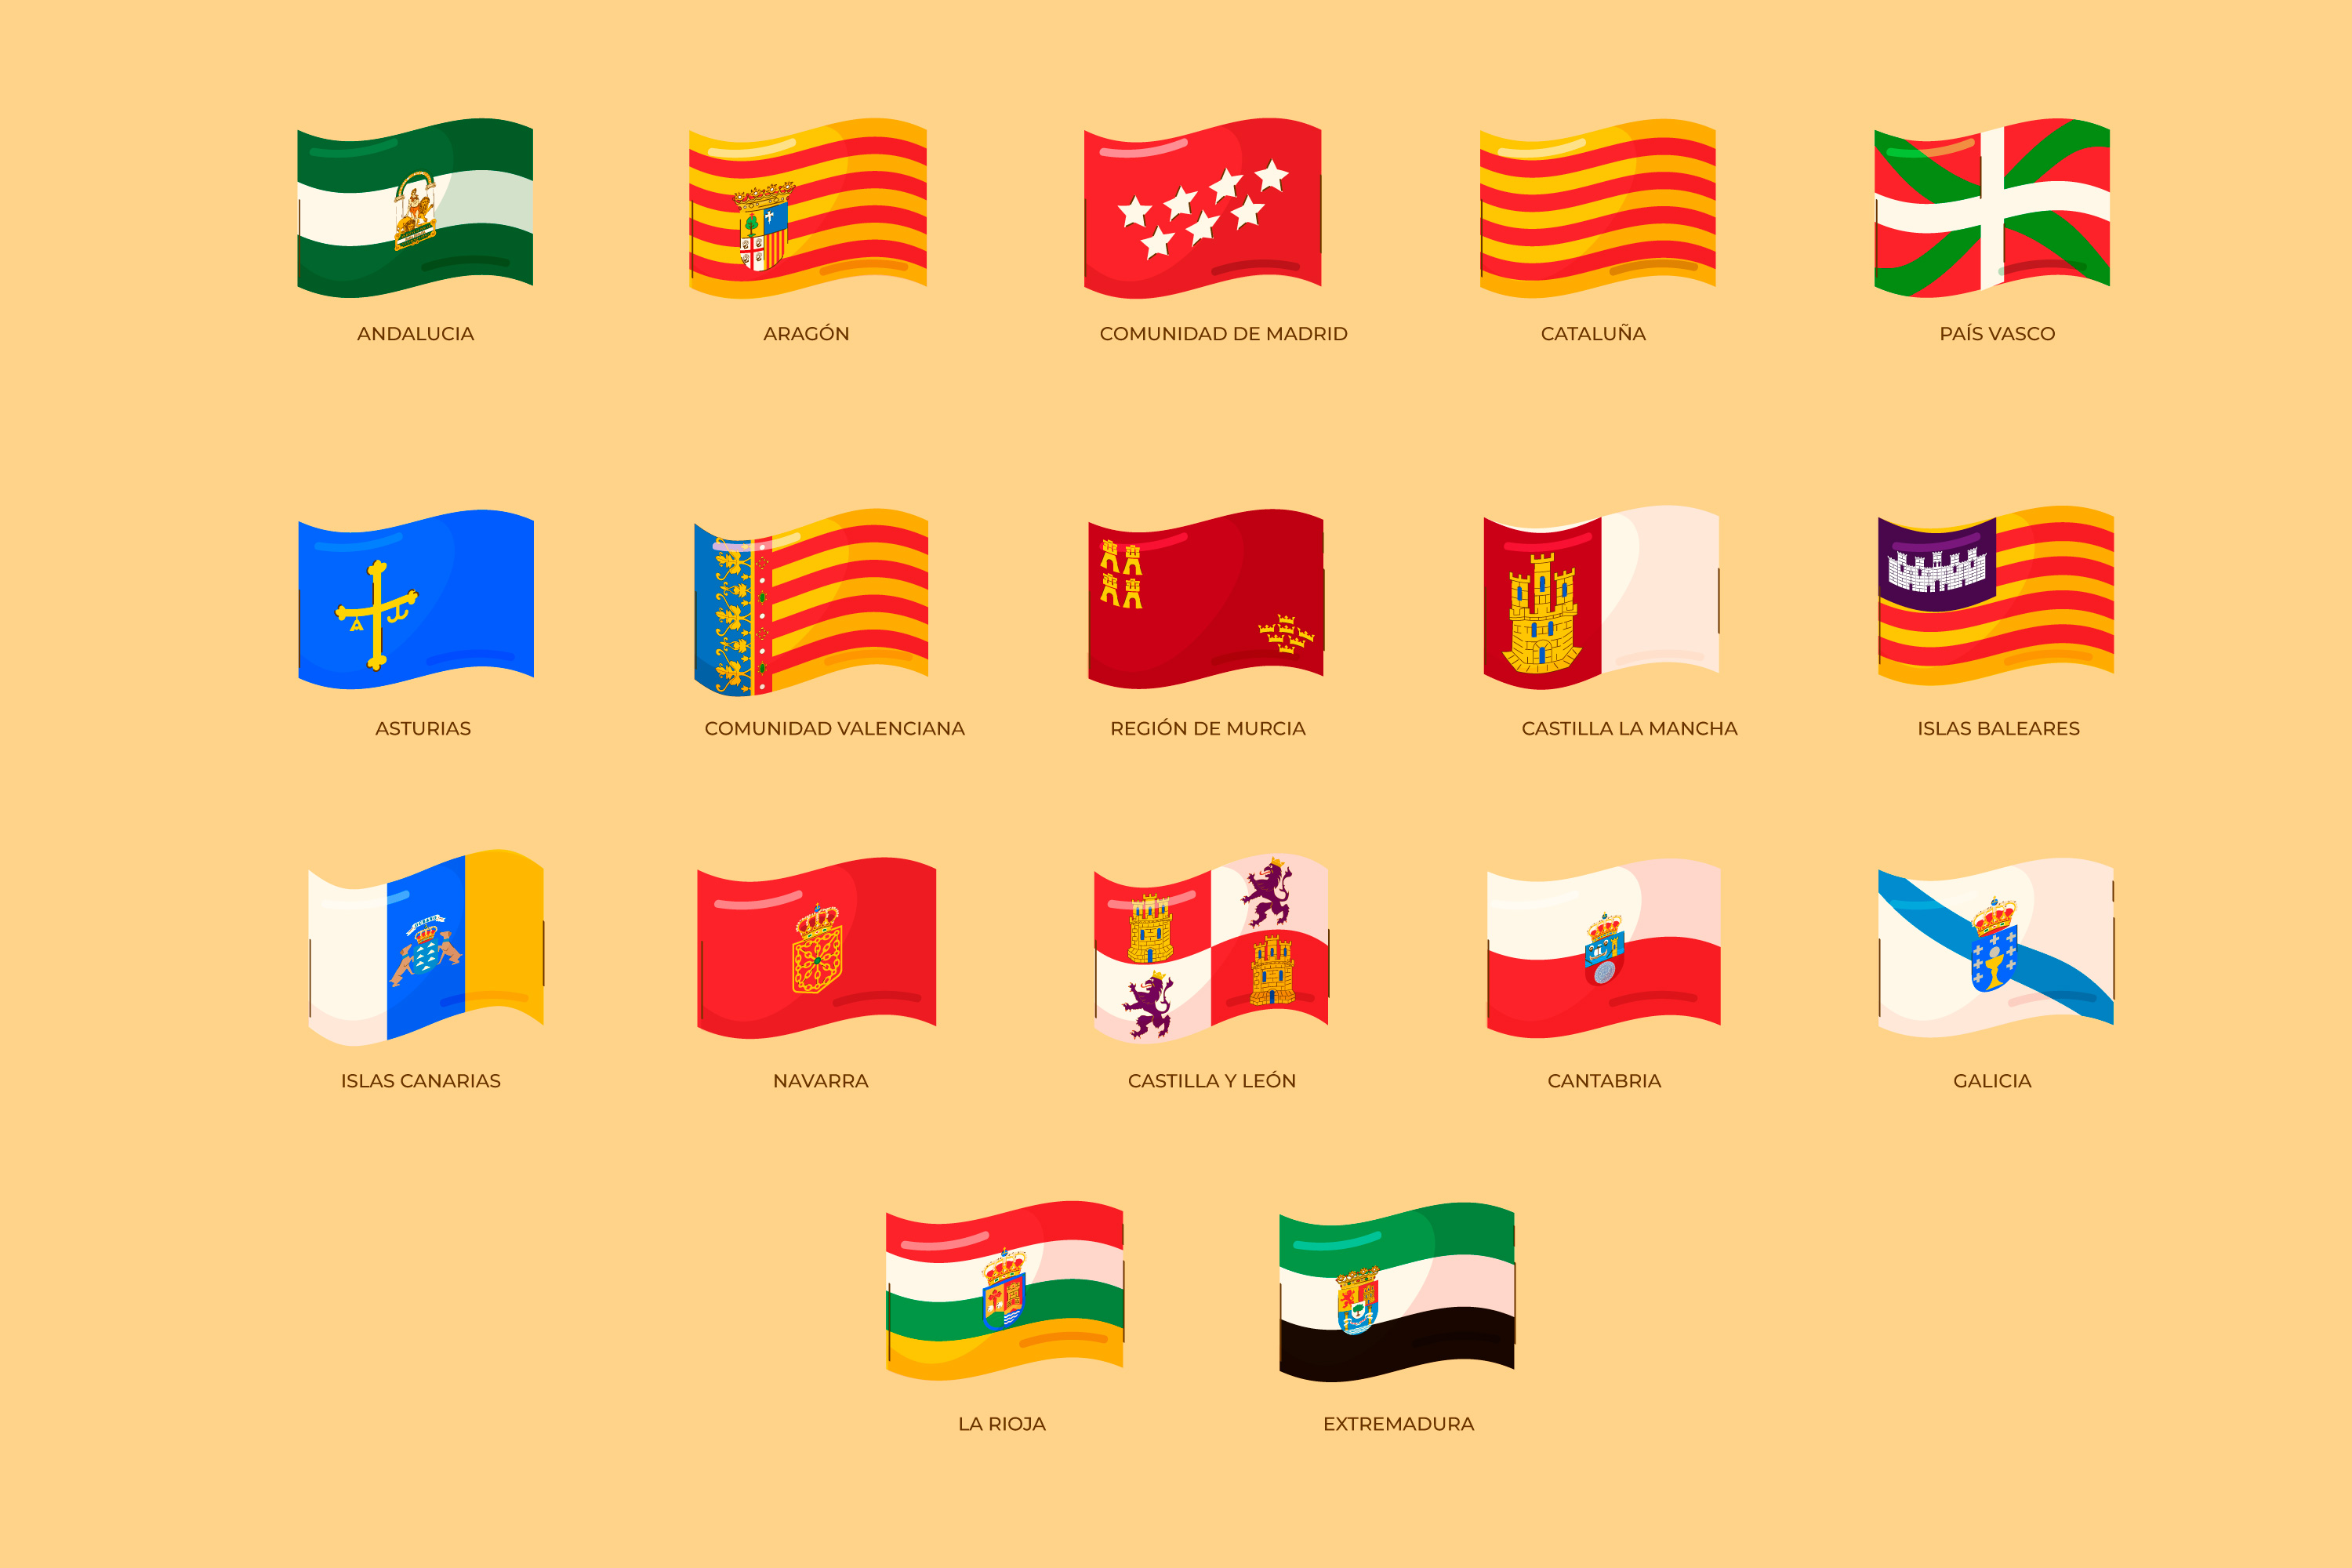 ANDALUCIA
ARAGÓN
COMUNIDAD DE MADRID
CATALUÑA
PAÍS VASCO
ASTURIAS
COMUNIDAD VALENCIANA
REGIÓN DE MURCIA
CASTILLA LA MANCHA
ISLAS BALEARES
ISLAS CANARIAS
NAVARRA
CASTILLA Y LEÓN
CANTABRIA
GALICIA
LA RIOJA
EXTREMADURA